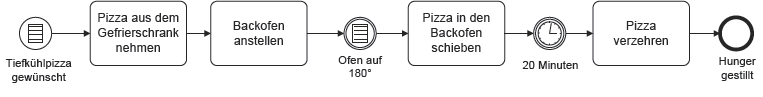 Tiefkühlpizza
gewünscht
Pizza aus dem
Gefrierschrank
nehmen
Backofen
anstellen
Ofen auf
180°
Pizza in den
Backofen
schieben
20 Minuten
Pizza
verzehren
Hunger
gestillt